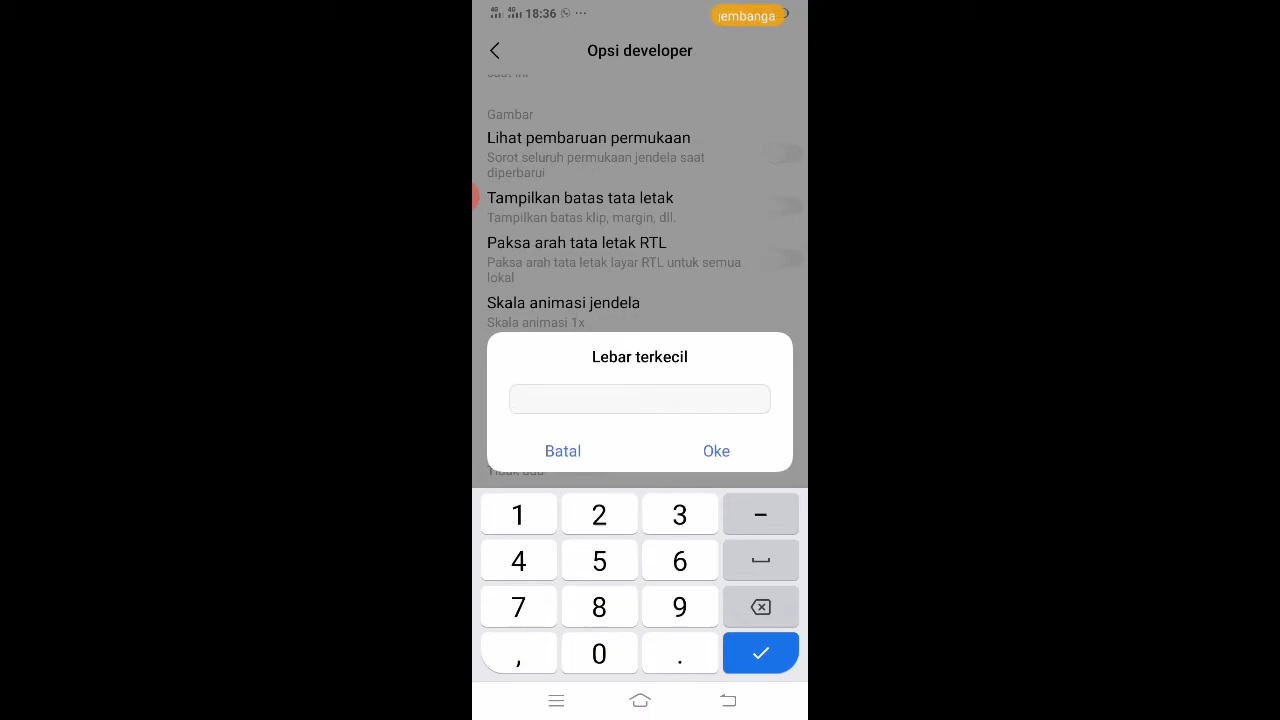 4G 4G 18:36
embanga
Opsi developer
Gambar
Lihat pembaruan permukaan
Sorot seluruh permukaan jendela saat
diperbarui
Tampilkan batas tata letak
Tampilkan batas klip, margin, dll.
Paksa arah tata letak RTL
Paksa arah tata letak layar RTL untuk semua
lokal
Skala animasi jendela
Skala animasi 1x
Lebar terkecil
Batal Oke
1 2 3 –
4 5 6
7 8 9
, 0 .